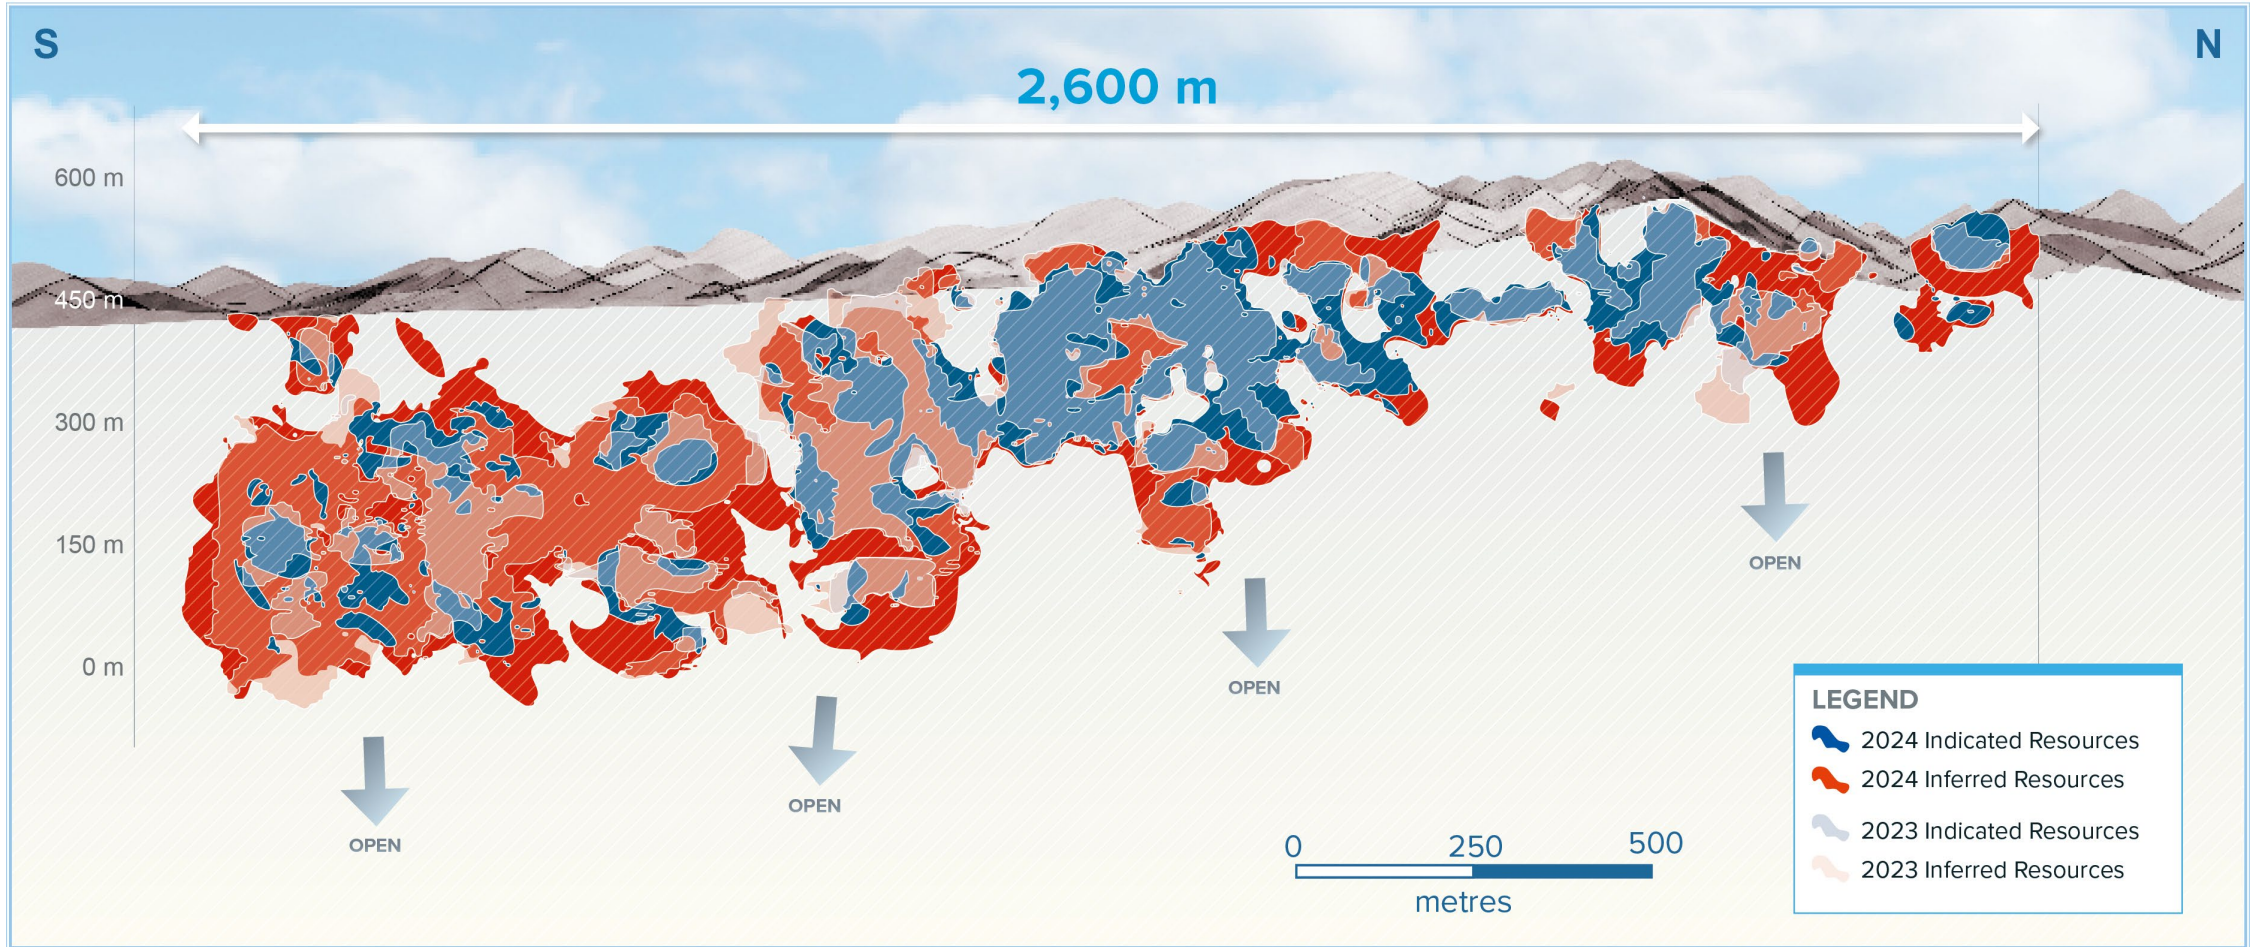 S
N
2,600 m
600 m
450 m
300 m
150 m
0 m
OPEN
OPEN
OPEN
OPEN
0 250 500
metres
LEGEND
2024 Indicated Resources
2024 Inferred Resources
2023 Indicated Resources
2023 Inferred Resources